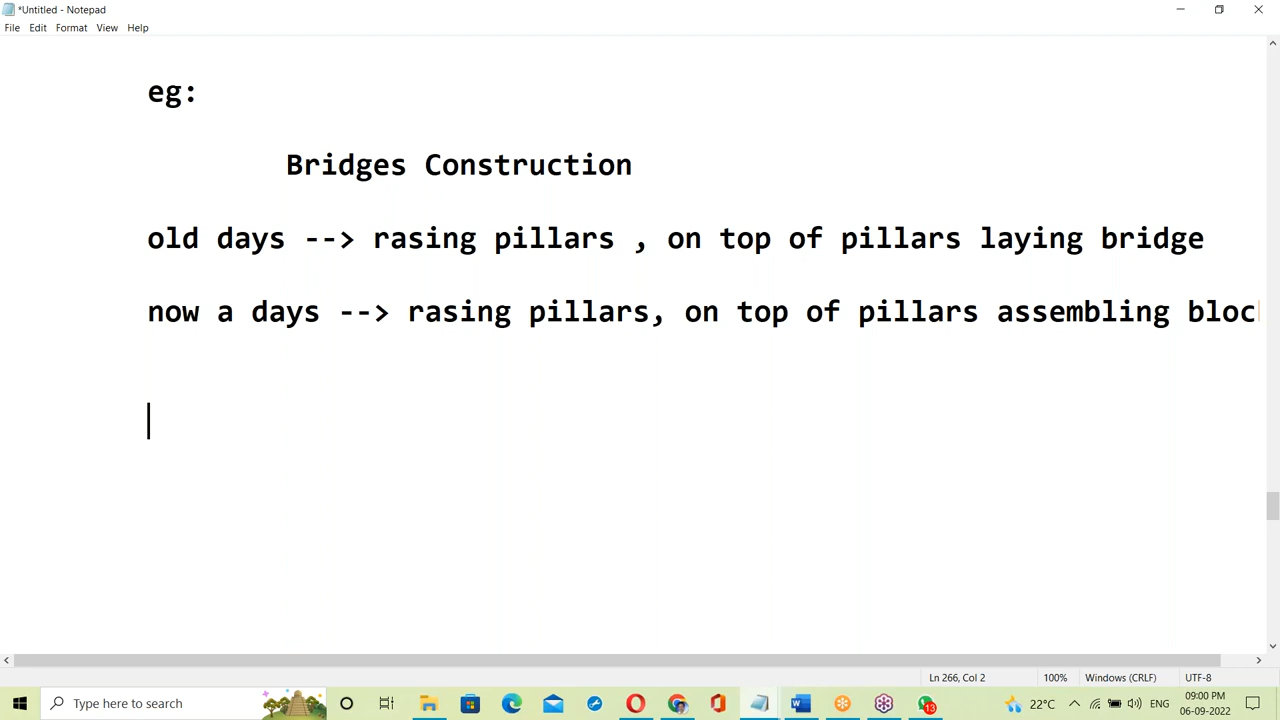 *Untitled - Notepad
File Edit Format View Help
eg:
Bridges Construction
old days --> rasing pillars , on top of pillars laying bridge
now a days --> rasing pillars, on top of pillars assembling bloc
Ln 266, Col 2 100% Windows (CRLF) UTF-8
Type here to search
13
22°C
ENG
09:00 PM
06-09-2022